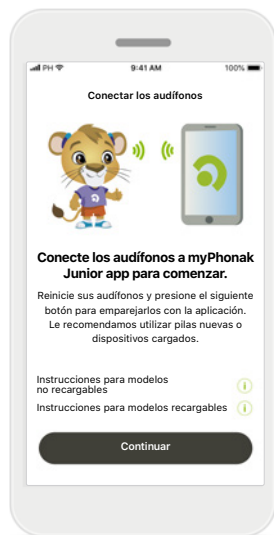 PH 9:41 AM 100%
Conectar los audífonos
Conecte los audífonos a myPhonak
Junior app para comenzar.
Reinicie sus audífonos y presione el siguiente
botón para emparejarlos con la aplicación.
Le recomendamos utilizar pilas nuevas o
dispositivos cargados.
Instrucciones para modelos
no recargables
Instrucciones para modelos recargables
Continuar